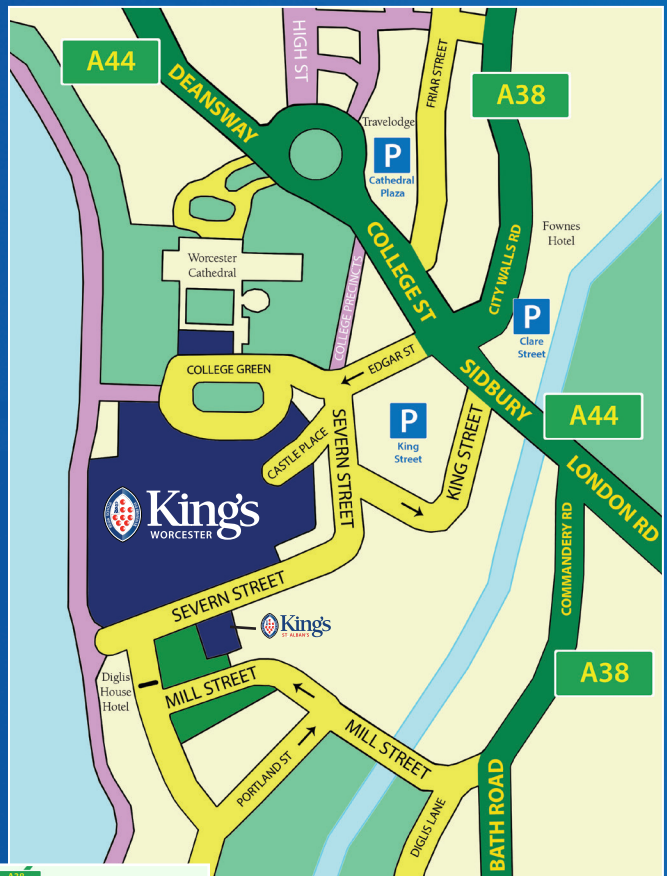 HIGH ST
A44
DEANSWAY
FRIAR STREET
A38
Travelodge
P
Cathedral
Plaza
Fownes
Hotel
Worcester
Cathedral
COLLEGE PRECINCTS
COLLEGE ST
CITY WALLS RD
P
Clare
Street
COLLEGE GREEN
EDGAR ST
SIDBURY
A44
P
King
Street
CASTLE PLACE
SEVERN STREET
KING STREET
LONDON RD
King's
WORCESTER
COMMANDERY RD
SEVERN STREET
King's
ST ALBAN'S
A38
Diglis
House
Hotel
MILL STREET
MILL STREET
PORTLAND ST
DIGLIS LANE
BATH ROAD
A38